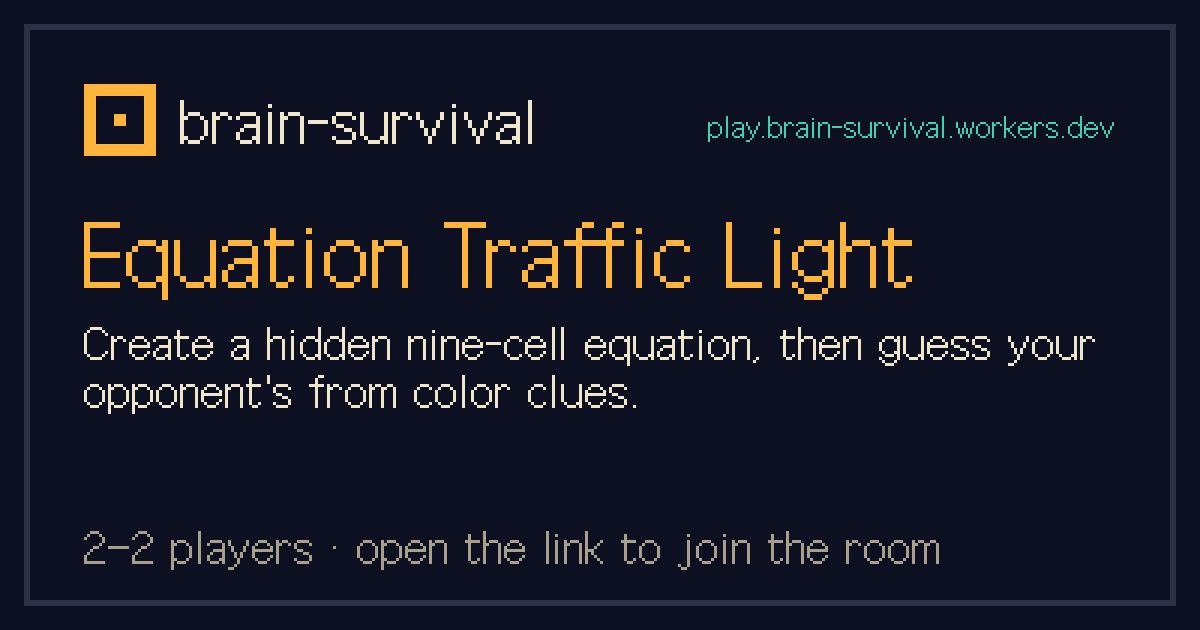 brain-survival
play.brain-survival.workers.dev
Equation Traffic Light
Create a hidden nine-cell equation, then guess your
opponent's from color clues.
2–2 players · open the link to join the room